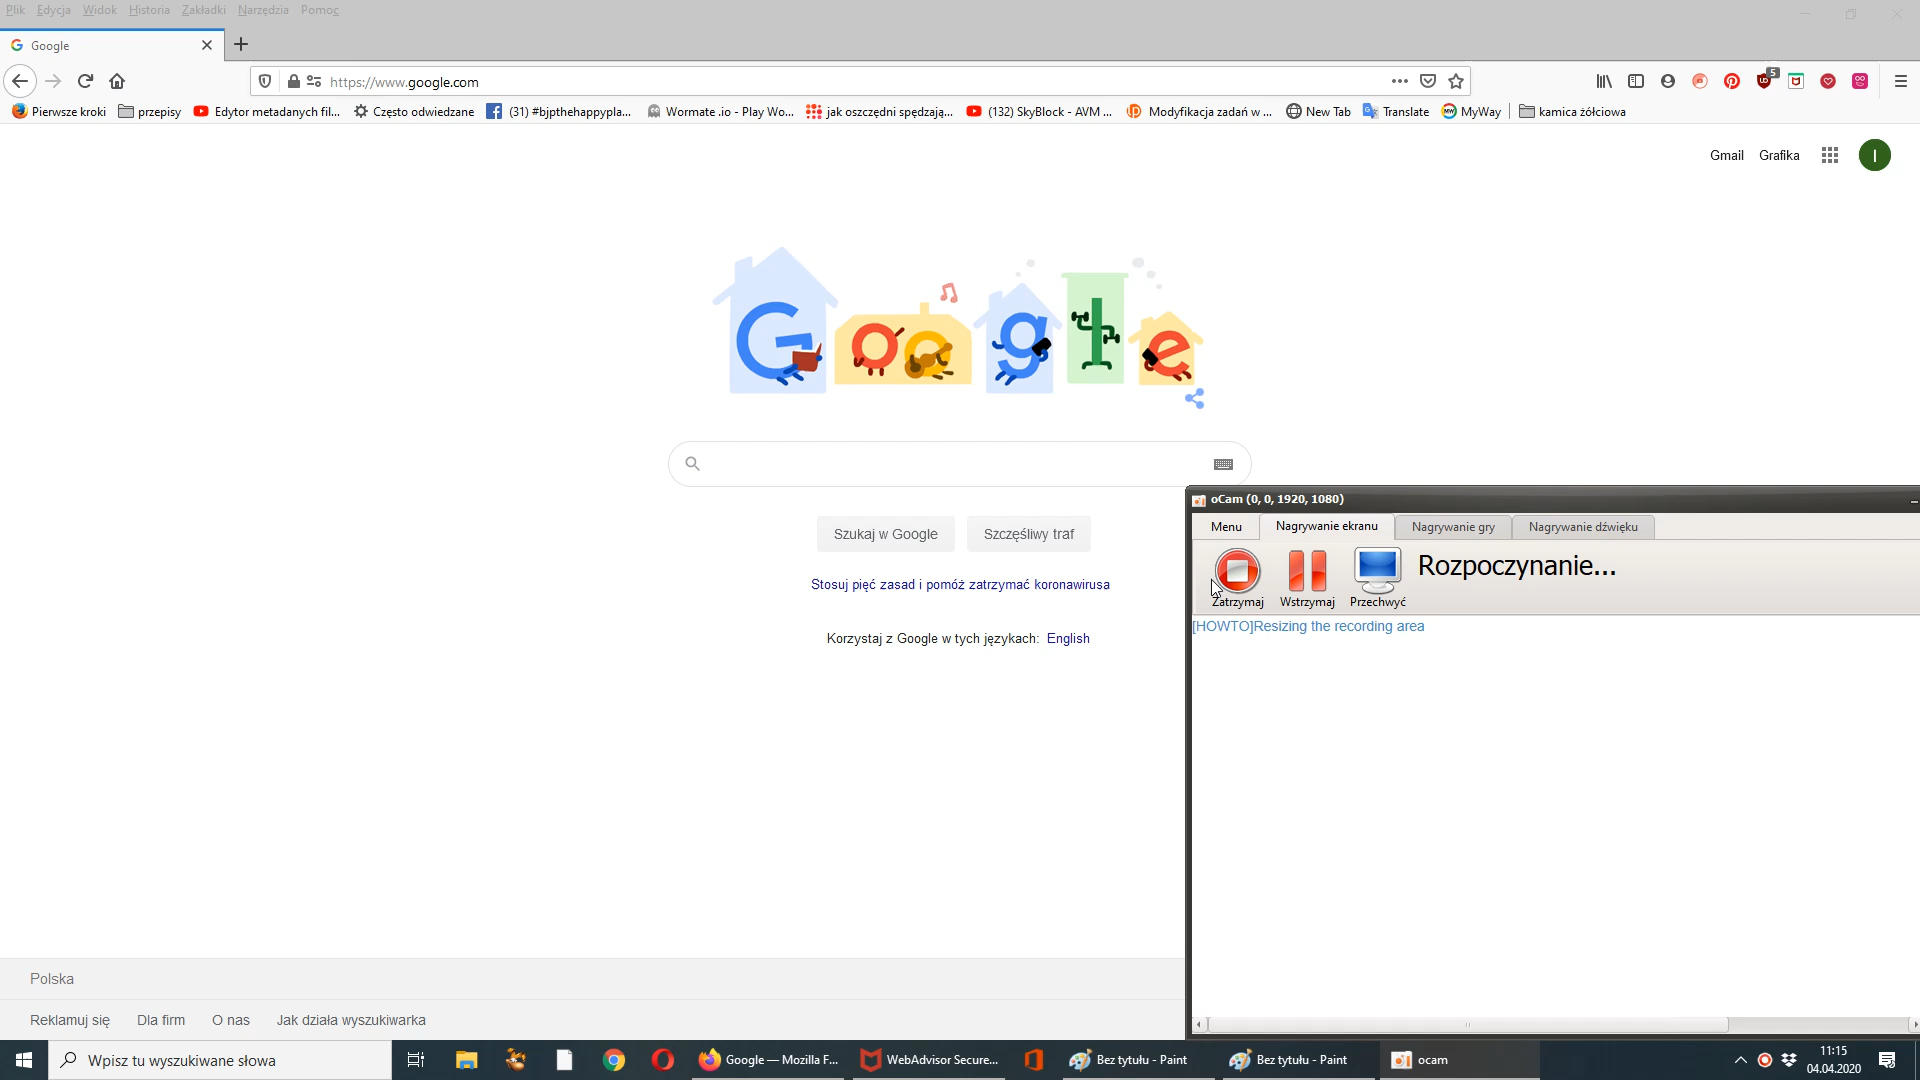 Plik Edycja Widok Historia Zakładki Narzędzia Pomoc
Google
https://www.google.com
5
Pierwsze kroki przepisy Edytor metadanych fil... Często odwiedzane (31) #bjpthehappypla... Wormate .io - Play Wo... jak oszczędni spędzają... (132) SkyBlock - AVM ... Modyfikacja zadań w ... New Tab Translate MyWay kamica żółciowa
Gmail Grafika I
Google
Szukaj w Google Szczęśliwy traf
Stosuj pięć zasad i pomóż zatrzymać koronawirusa
Korzystaj z Google w tych językach: English
oCam (0, 0, 1920, 1080)
Menu Nagrywanie ekranu Nagrywanie gry Nagrywanie dźwięku
Rozpoczynanie...
Zatrzymaj Wstrzymaj Przechwyć
[HOWTO]Resizing the recording area
Polska
Reklamuj się Dla firm O nas Jak działa wyszukiwarka
Wpisz tu wyszukiwane słowa
Google — Mozilla F... WebAdvisor Secure... Bez tytułu - Paint Bez tytułu - Paint ocam
11:15
04.04.2020